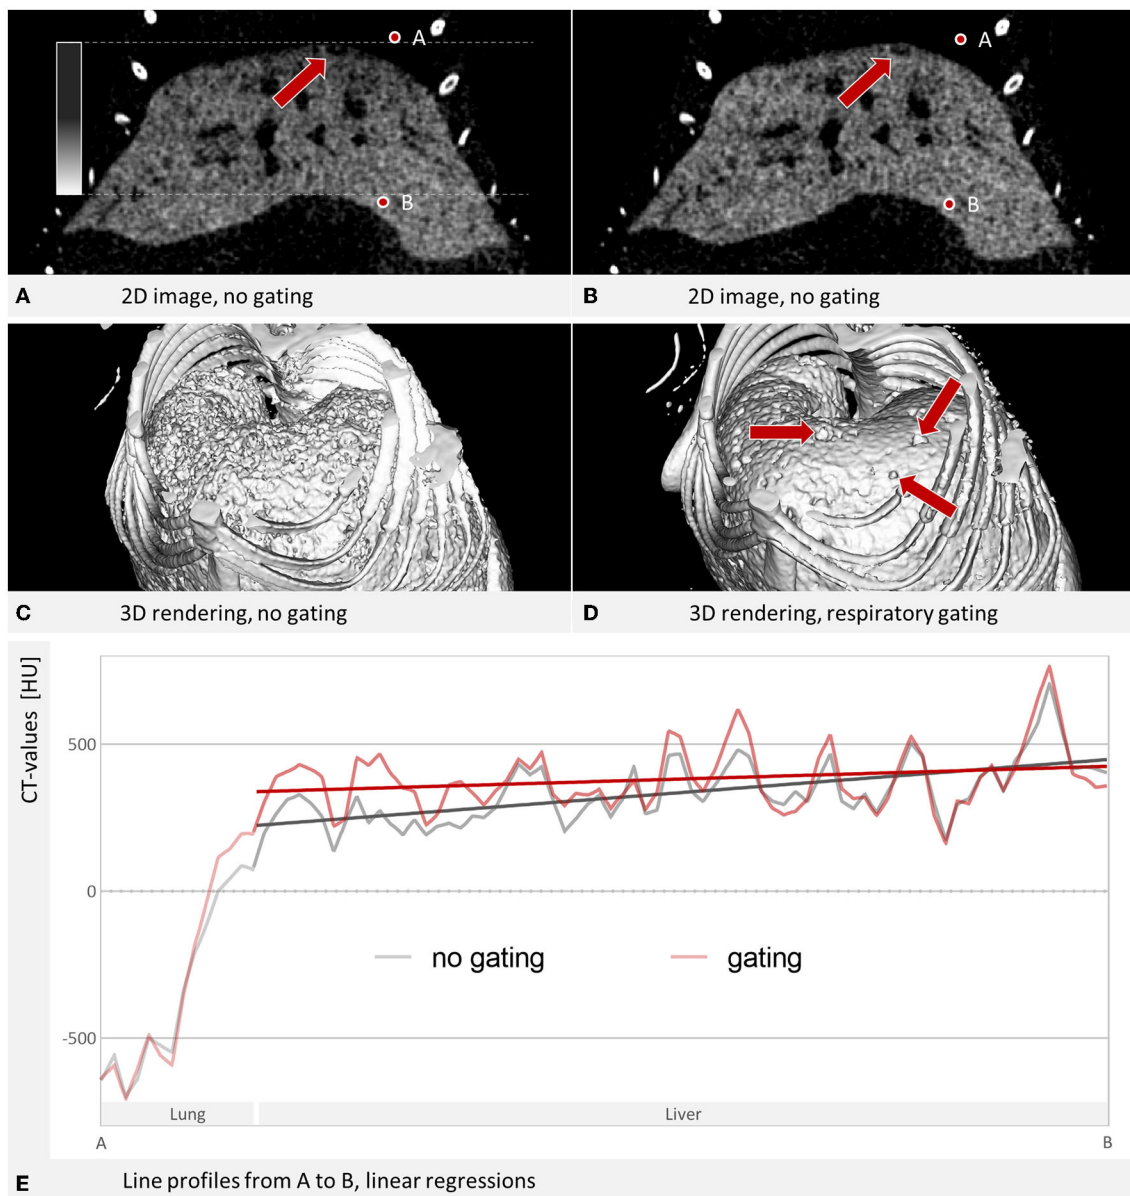 A
B
A
B
A 2D image, no gating
B 2D image, no gating
C 3D rendering, no gating
D 3D rendering, respiratory gating
CT-values [HU]
500
0
-500
no gating
gating
Lung
Liver
A
B
E Line profiles from A to B, linear regressions